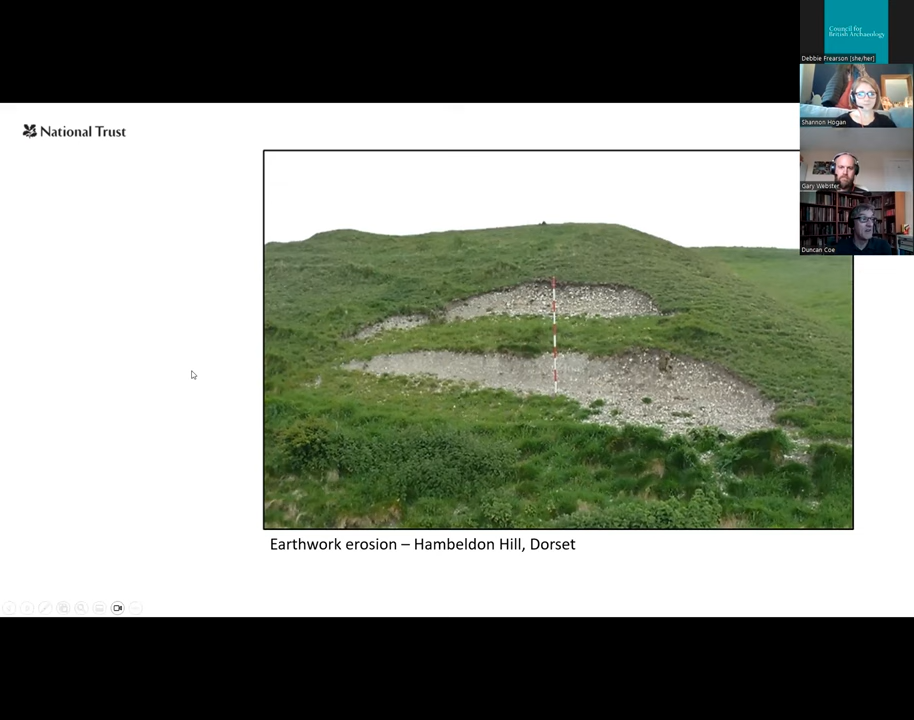 Council for
British Archaeology
Debbie Frearson [she/her]
Shannon Hogan
Gary Webster
Duncan Coe
National Trust
Earthwork erosion – Hambeldon Hill, Dorset